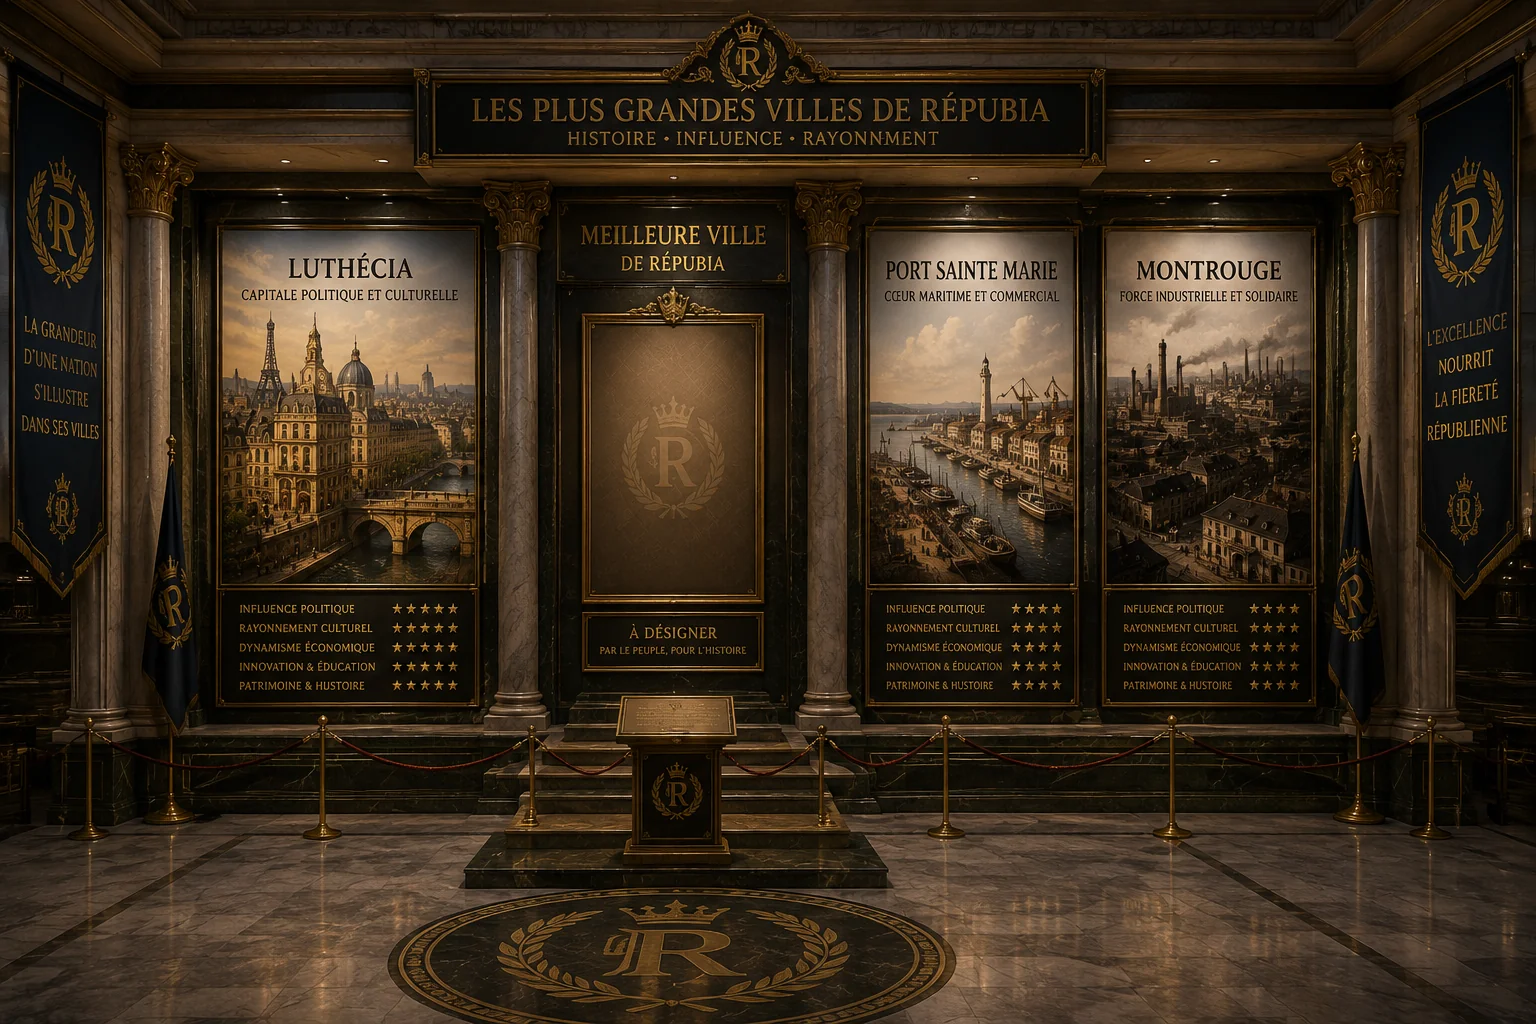 R
LES PLUS GRANDES VILLES DE RÉPUBIA
HISTOIRE • INFLUENCE • RAYONNMENT
R
LA GRANDEUR
D'UNE NATION
S'ILLUSTRE
DANS SES VILLES
R
R
LUTHÉCIA
CAPITALE POLITIQUE ET CULTURELLE
INFLUENCE POLITIQUE ★★★★★
RAYONNEMENT CULTUREL ★★★★★
DYNAMISME ÉCONOMIQUE ★★★★★
INNOVATION & ÉDUCATION ★★★★★
PATRIMOINE & HUSTOIRE ★★★★★
MEILLEURE VILLE
DE RÉPUBIA
R
À DÉSIGNER
PAR LE PEUPLE, POUR L'HISTOIRE
R
PORT SAINTE MARIE
CŒUR MARITIME ET COMMERCIAL
INFLUENCE POLITIQUE ★★★★
RAYONNEMENT CULTUREL ★★★★
DYNAMISME ÉCONOMIQUE ★★★★
INNOVATION & ÉDUCATION ★★★★
PATRIMOINE & HUSTOIRE ★★★★
MONTROUGE
FORCE INDUSTRIELLE ET SOLIDAIRE
INFLUENCE POLITIQUE ★★★★
RAYONNEMENT CULTUREL ★★★★
DYNAMISME ÉCONOMIQUE ★★★★
INNOVATION & ÉDUCATION ★★★★
PATRIMOINE & HUSTOIRE ★★★★
R
L'EXCELLENCE
NOURRIT
LA FIERETÉ
RÉPUBLIENNE
R
R
R